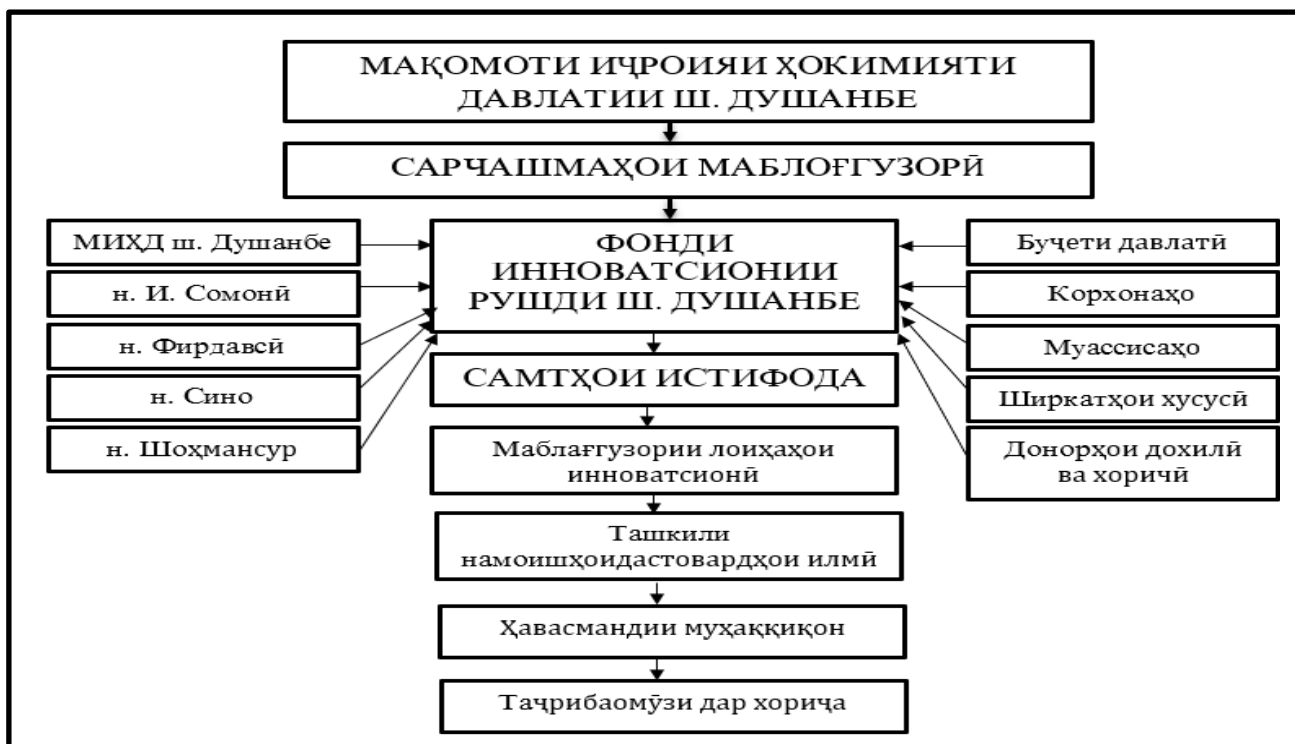 МАҚОМОТИ ИҶРОИЯИ ҲОКИМИЯТИ
ДАВЛАТИИ Ш. ДУШАНБЕ
САРЧАШМАҲОИ МАБЛОҒГУЗОРӢ
МИҲД ш. Душанбе
н. И. Сомонӣ
н. Фирдавсӣ
н. Сино
н. Шоҳмансур
ФОНДИ
ИННОВАТСИОНИИ
РУШДИ Ш. ДУШАНБЕ
Буҷети давлатӣ
Корхонаҳо
Муассисаҳо
Ширкатҳои хусусӣ
Донорҳои дохилӣ
ва хориҷӣ
САМТҲОИ ИСТИФОДА
Маблағгузории лоиҳаҳои
инноватсионӣ
Ташкили
намоишҳоидастовардҳои илмӣ
Ҳавасмандии муҳаққиқон
Таҷрибаомӯзи дар хориҷа